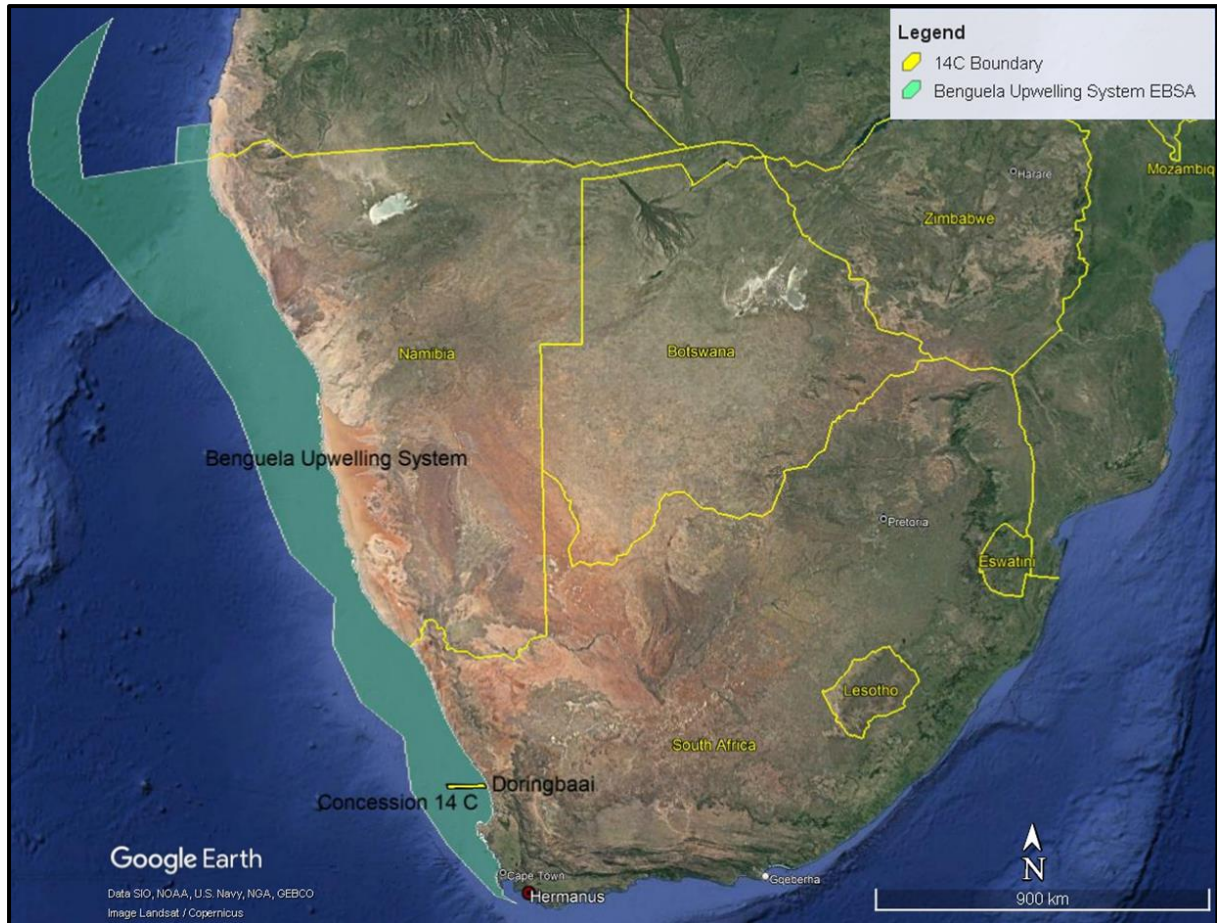 Legend
14C Boundary
Benguela Upwelling System EBSA
Mozambiq
Harare
Zimbabwe
Namibia
Botswana
Benguela Upwelling System
Pretoria
Eswatini
Lesotho
South Africa
Doringbaai
Concession 14 C
Google Earth
Cape Town
Gqeberha
Hermanus
N
900 km
Data SIO, NOAA, U.S. Navy, NGA, GEBCO
Image Landsat / Copernicus